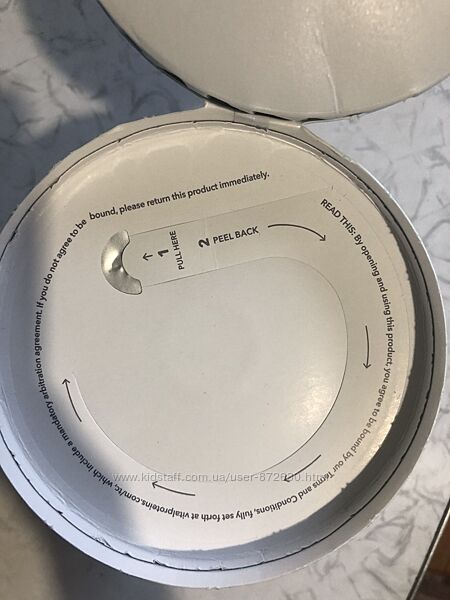 READ THIS: By opening and using this product, you agree to be bound by our Terms and Conditions, fully set forth at vitalproteins.com/tc, which include a mandatory arbitration agreement. If you do not agree to be bound, please return this product immediately.
1
PULL HERE
2 PEEL BACK